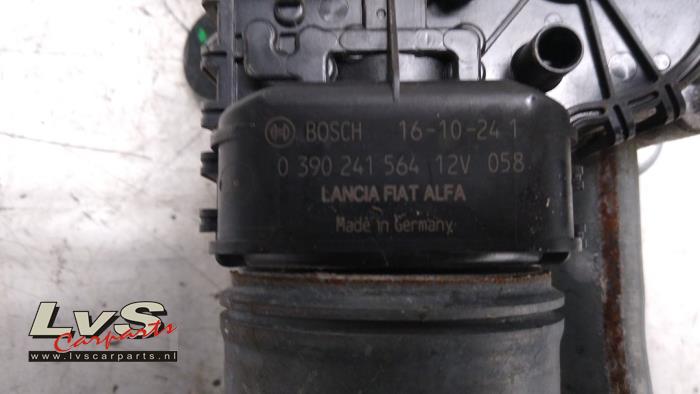 BOSCH 16-10-24 1
0 390 241 564 12V 058
LANCIA FIAT ALFA
Made in Germany
LvS
Carparts
www.lvscarparts.nl